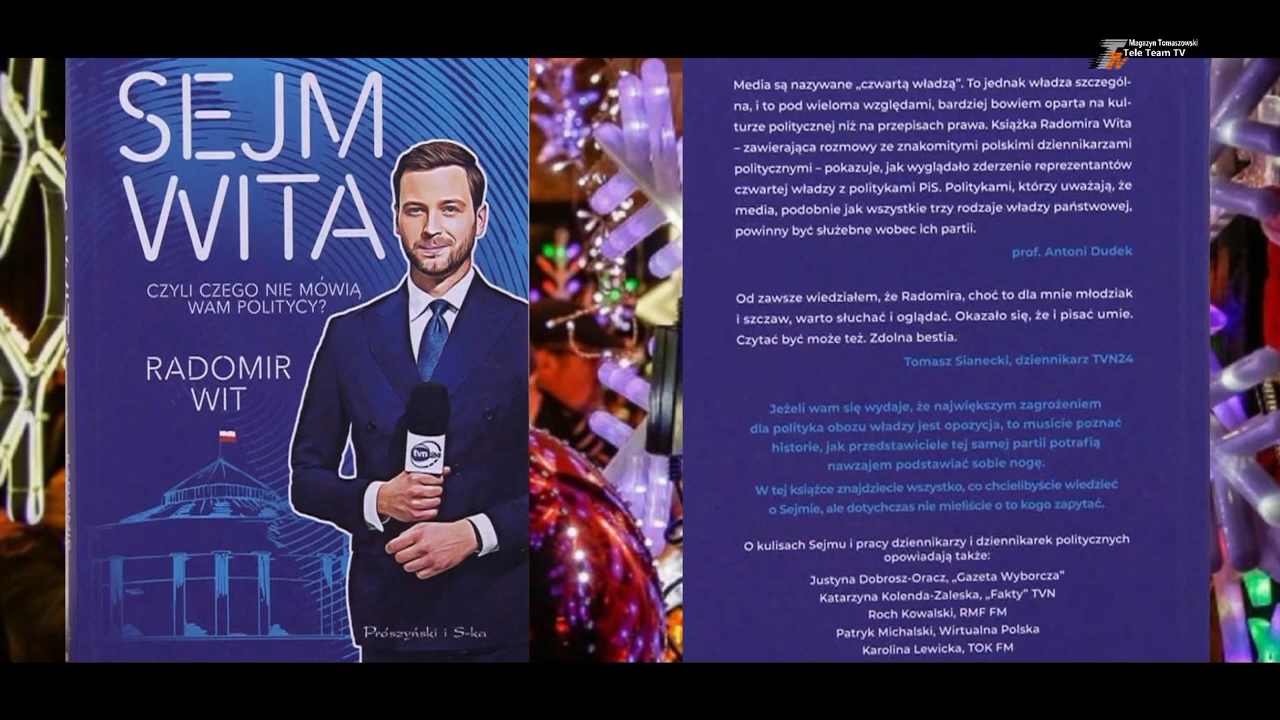 Magazyn Tomaszowski
Tele Team TV
SEJM
WITA
CZYLI CZEGO NIE MÓWIĄ
WAM POLITYCY?
RADOMIR
WIT
tvn24
Prószyński i S-ka
Media są nazywane „czwartą władzą”. To jednak władza szczegól-
na, i to pod wieloma względami, bardziej bowiem oparta na kul-
turze politycznej niż na przepisach prawa. Książka Radomira Wita
– zawierająca rozmowy ze znakomitymi polskimi dziennikarzami
politycznymi – pokazuje, jak wyglądało zderzenie reprezentantów
czwartej władzy z politykami PiS. Politykami, którzy uważają, że
media, podobnie jak wszystkie trzy rodzaje władzy państwowej,
powinny być służebne wobec ich partii.
prof. Antoni Dudek
Od zawsze wiedziałem, że Radomira, choć to dla mnie młodziak
i szczaw, warto słuchać i oglądać. Okazało się, że i pisać umie.
Czytać być może też. Zdolna bestia.
Tomasz Sianecki, dziennikarz TVN24
Jeżeli wam się wydaje, że największym zagrożeniem
dla polityka obozu władzy jest opozycja, to musicie poznać
historie, jak przedstawiciele tej samej partii potrafią
nawzajem podstawiać sobie nogę.
W tej książce znajdziecie wszystko, co chcielibyście wiedzieć
o Sejmie, ale dotychczas nie mieliście o to kogo zapytać.
O kulisach Sejmu i pracy dziennikarzy i dziennikarek politycznych
opowiadają także:
Justyna Dobrosz-Oracz, „Gazeta Wyborcza”
Katarzyna Kolenda-Zaleska, „Fakty” TVN
Roch Kowalski, RMF FM
Patryk Michalski, Wirtualna Polska
Karolina Lewicka, TOK FM